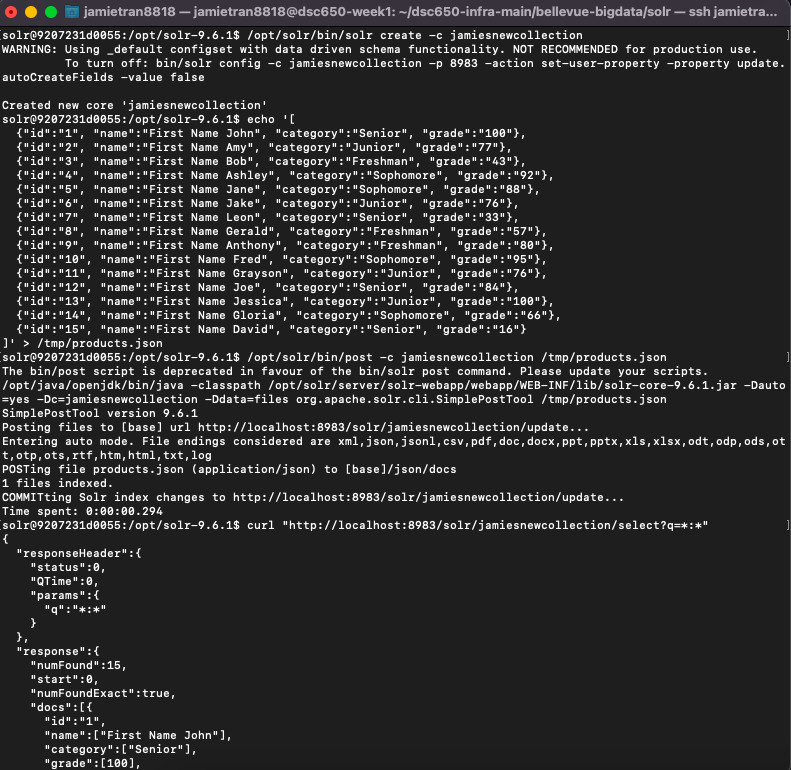 jamietran8818 — jamietran8818@dsc650-week1: ~/dsc650-infra-main/bellevue-bigdata/solr — ssh jamietra...
[solr@9207231d0055:/opt/solr-9.6.1$ /opt/solr/bin/solr create -c jamiesnewcollection ]
WARNING: Using _default configset with data driven schema functionality. NOT RECOMMENDED for production use.
         To turn off: bin/solr config -c jamiesnewcollection -p 8983 -action set-user-property -property update.
autoCreateFields -value false
Created new core 'jamiesnewcollection'
solr@9207231d0055:/opt/solr-9.6.1$ echo '[
  {"id":"1", "name":"First Name John", "category":"Senior", "grade":"100"},
  {"id":"2", "name":"First Name Amy", "category":"Junior", "grade":"77"},
  {"id":"3", "name":"First Name Bob", "category":"Freshman", "grade":"43"},
  {"id":"4", "name":"First Name Ashley", "category":"Sophomore", "grade":"92"},
  {"id":"5", "name":"First Name Jane", "category":"Sophomore", "grade":"88"},
  {"id":"6", "name":"First Name Jake", "category":"Junior", "grade":"76"},
  {"id":"7", "name":"First Name Leon", "category":"Senior", "grade":"33"},
  {"id":"8", "name":"First Name Gerald", "category":"Freshman", "grade":"57"},
  {"id":"9", "name":"First Name Anthony", "category":"Freshman", "grade":"80"},
  {"id":"10", "name":"First Name Fred", "category":"Sophomore", "grade":"95"},
  {"id":"11", "name":"First Name Grayson", "category":"Junior", "grade":"76"},
  {"id":"12", "name":"First Name Joe", "category":"Senior", "grade":"84"},
  {"id":"13", "name":"First Name Jessica", "category":"Junior", "grade":"100"},
  {"id":"14", "name":"First Name Gloria", "category":"Sophomore", "grade":"66"},
  {"id":"15", "name":"First Name David", "category":"Senior", "grade":"16"}
]' > /tmp/products.json
[solr@9207231d0055:/opt/solr-9.6.1$ /opt/solr/bin/post -c jamiesnewcollection /tmp/products.json ]
The bin/post script is deprecated in favour of the bin/solr post command. Please update your scripts.
/opt/java/openjdk/bin/java -classpath /opt/solr/server/solr-webapp/webapp/WEB-INF/lib/solr-core-9.6.1.jar -Dauto
=yes -Dc=jamiesnewcollection -Ddata=files org.apache.solr.cli.SimplePostTool /tmp/products.json
SimplePostTool version 9.6.1
Posting files to [base] url http://localhost:8983/solr/jamiesnewcollection/update...
Entering auto mode. File endings considered are xml,json,jsonl,csv,pdf,doc,docx,ppt,pptx,xls,xlsx,odt,odp,ods,ot
t,otp,ots,rtf,htm,html,txt,log
POSTing file products.json (application/json) to [base]/json/docs
1 files indexed.
COMMITting Solr index changes to http://localhost:8983/solr/jamiesnewcollection/update...
Time spent: 0:00:00.294
[solr@9207231d0055:/opt/solr-9.6.1$ curl "http://localhost:8983/solr/jamiesnewcollection/select?q=*:*" ]
{
  "responseHeader":{
    "status":0,
    "QTime":0,
    "params":{
      "q":"*:*"
    }
  },
  "response":{
    "numFound":15,
    "start":0,
    "numFoundExact":true,
    "docs":[{
      "id":"1",
      "name":["First Name John"],
      "category":["Senior"],
      "grade":[100],